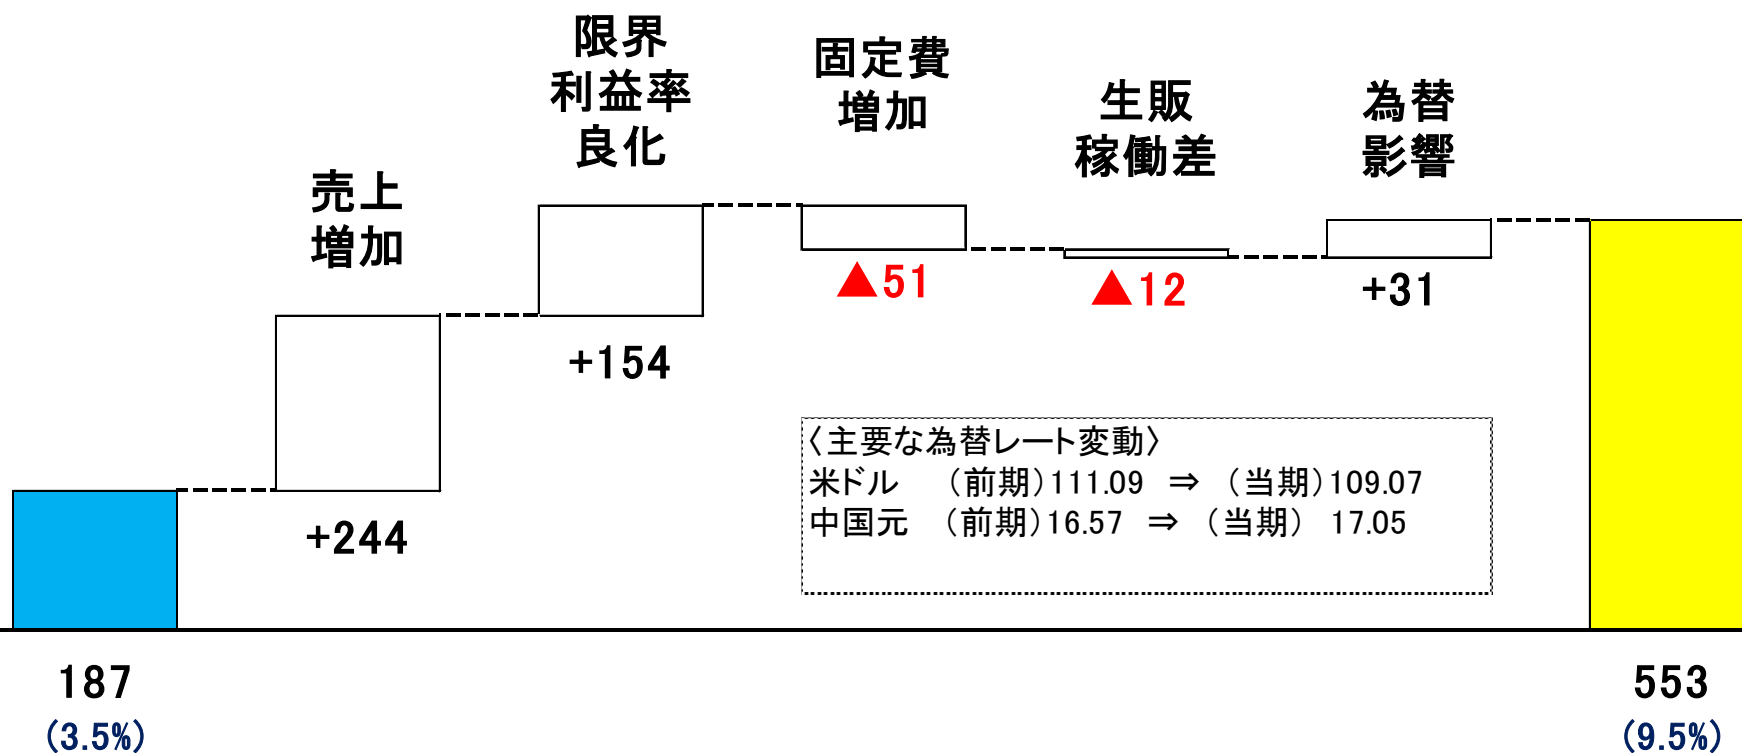 限界
利益率
良化
固定費
増加
生販
稼働差
為替
影響
売上
増加
▲51
▲12
+31
+154
+244
〈主要な為替レート変動〉
米ドル (前期)111.09 ⇒ (当期)109.07
中国元 (前期)16.57 ⇒ (当期) 17.05
187
(3.5%)
553
(9.5%)